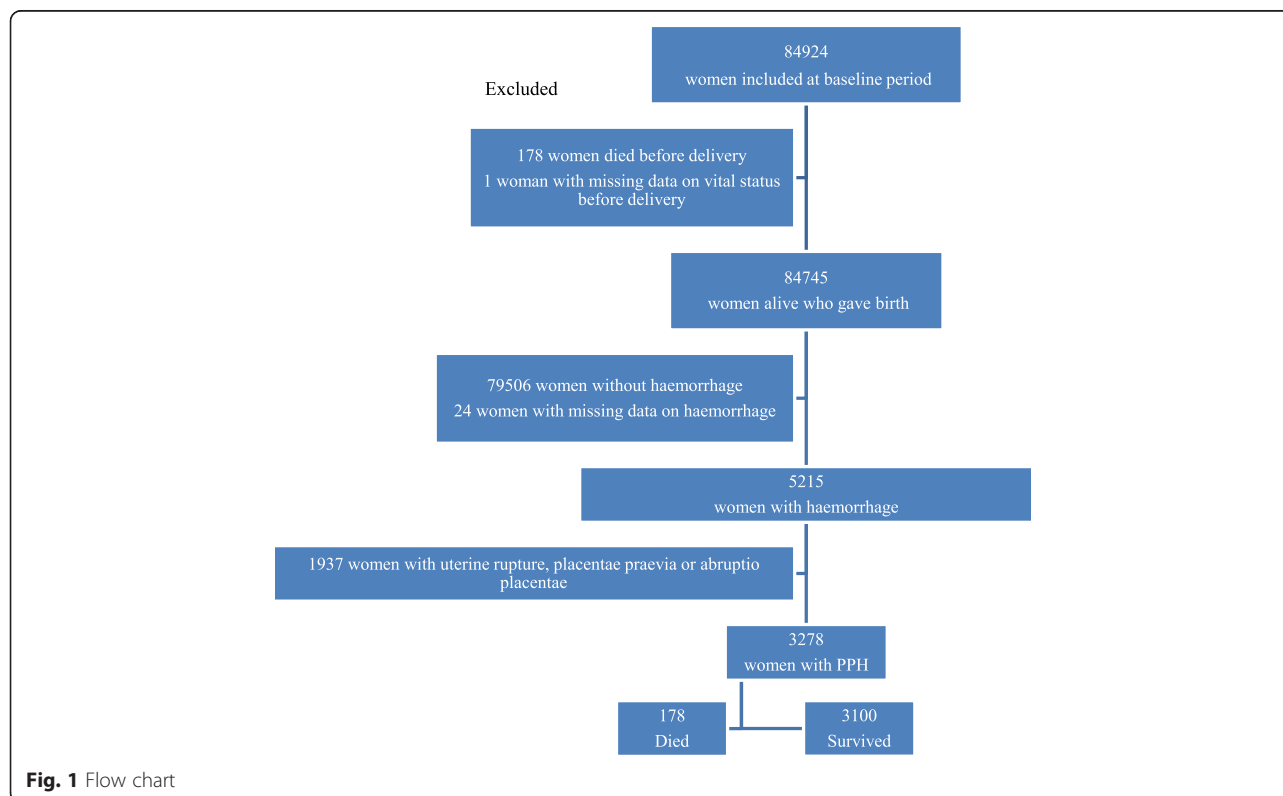 84924
women included at baseline period
Excluded
178 women died before delivery
1 woman with missing data on vital status
before delivery
84745
women alive who gave birth
79506 women without haemorrhage
24 women with missing data on haemorrhage
5215
women with haemorrhage
1937 women with uterine rupture, placentae praevia or abruptio
placentae
3278
women with PPH
178
Died
3100
Survived
Fig. 1 Flow chart